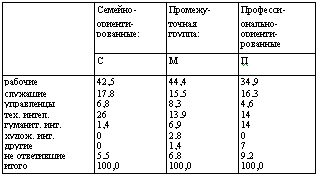 Семейно- Промежу- Професси-
ориенти- точная онально-
рованные: группа: ориенти-
рованные
С М П
рабочие 42,5 44,4 34,9
служащие 17,8 15,5 16,3
управленцы 6,8 8,3 4,6
тех. интел. 26 13,9 14
гуманит. инт. 1,4 6,9 14
худож. инт. 0 2,8 0
другие 0 1,4 7
не ответившие 5,5 6,8 9,2
итого 100,0 100,0 100,0